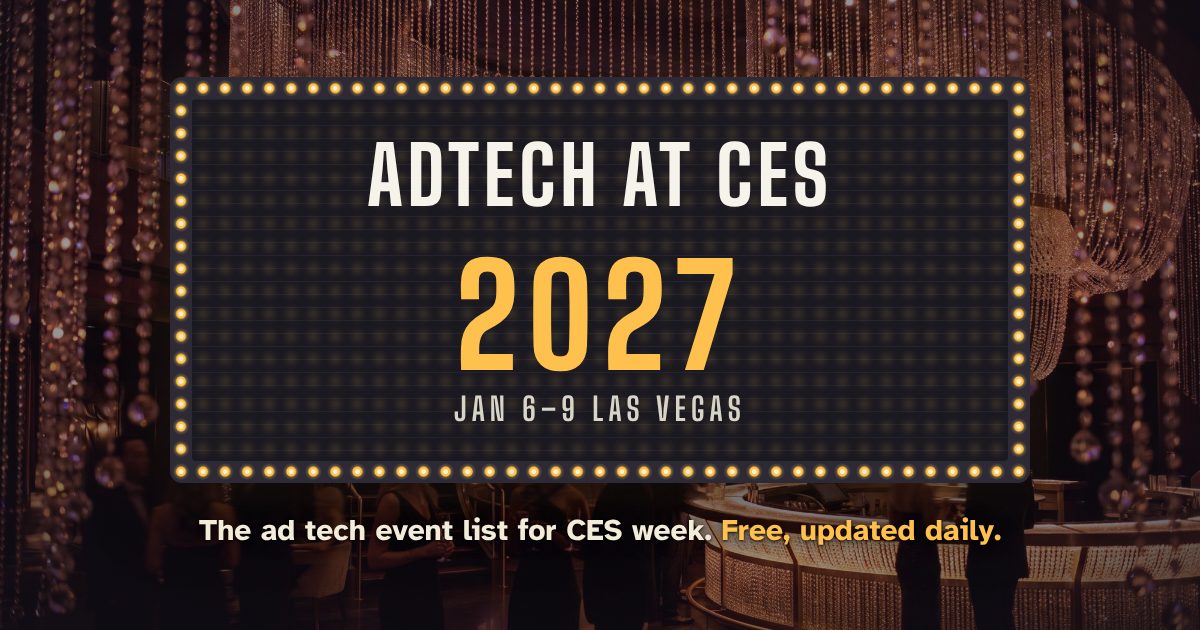 ADTECH AT CES
2027
JAN 6–9 LAS VEGAS
The ad tech event list for CES week. Free, updated daily.